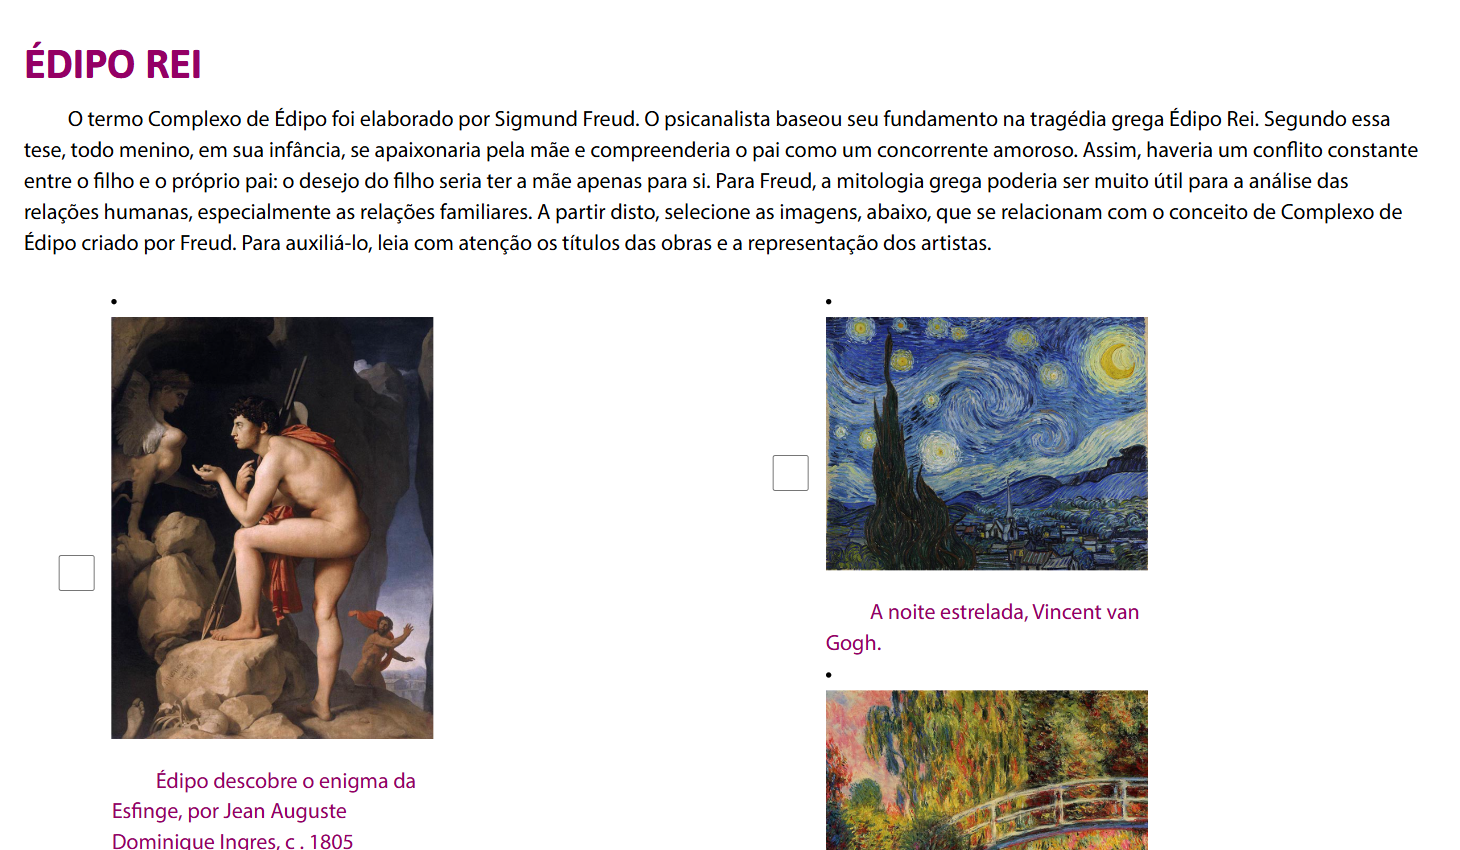 ÉDIPO REI
O termo Complexo de Édipo foi elaborado por Sigmund Freud. O psicanalista baseou seu fundamento na tragédia grega Édipo Rei. Segundo essa
tese, todo menino, em sua infância, se apaixonaria pela mãe e compreenderia o pai como um concorrente amoroso. Assim, haveria um conflito constante
entre o filho e o próprio pai: o desejo do filho seria ter a mãe apenas para si. Para Freud, a mitologia grega poderia ser muito útil para a análise das
relações humanas, especialmente as relações familiares. A partir disto, selecione as imagens, abaixo, que se relacionam com o conceito de Complexo de
Édipo criado por Freud. Para auxiliá-lo, leia com atenção os títulos das obras e a representação dos artistas.
Édipo descobre o enigma da
Esfinge, por Jean Auguste
Dominique Ingres, c . 1805
A noite estrelada, Vincent van
Gogh.